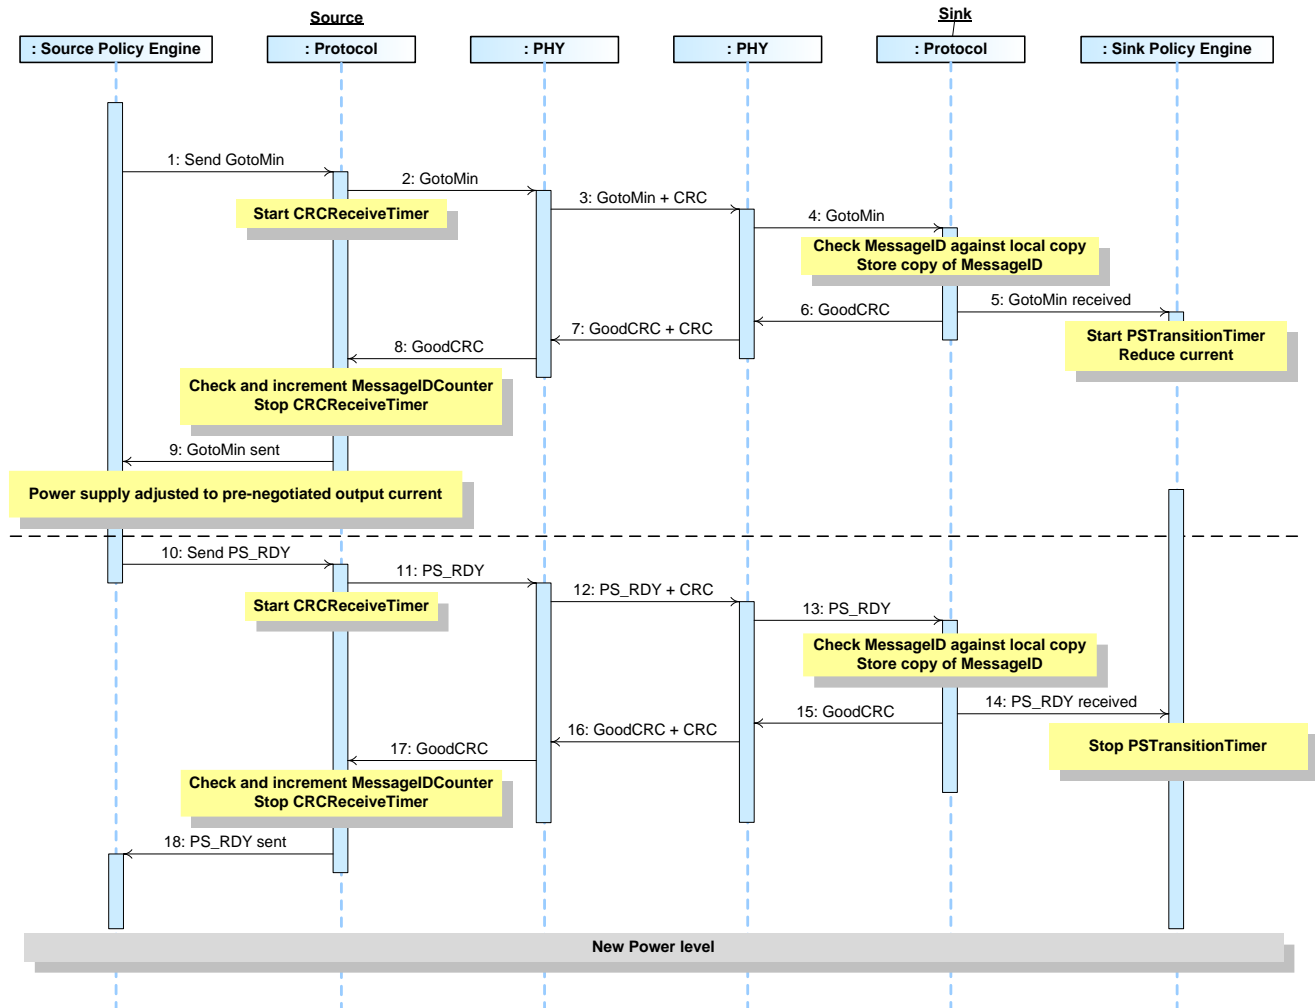 Source
Sink
: Source Policy Engine
: Protocol
: PHY
: PHY
: Protocol
: Sink Policy Engine
1: Send GotoMin
2: GotoMin
Start CRCReceiveTimer
3: GotoMin + CRC
4: GotoMin
Check MessageID against local copy
Store copy of MessageID
5: GotoMin received
6: GoodCRC
7: GoodCRC + CRC
Start PSTransitionTimer
Reduce current
8: GoodCRC
Check and increment MessageIDCounter
Stop CRCReceiveTimer
9: GotoMin sent
Power supply adjusted to pre-negotiated output current
10: Send PS_RDY
11: PS_RDY
Start CRCReceiveTimer
12: PS_RDY + CRC
13: PS_RDY
Check MessageID against local copy
Store copy of MessageID
14: PS_RDY received
15: GoodCRC
16: GoodCRC + CRC
Stop PSTransitionTimer
17: GoodCRC
Check and increment MessageIDCounter
Stop CRCReceiveTimer
18: PS_RDY sent
New Power level